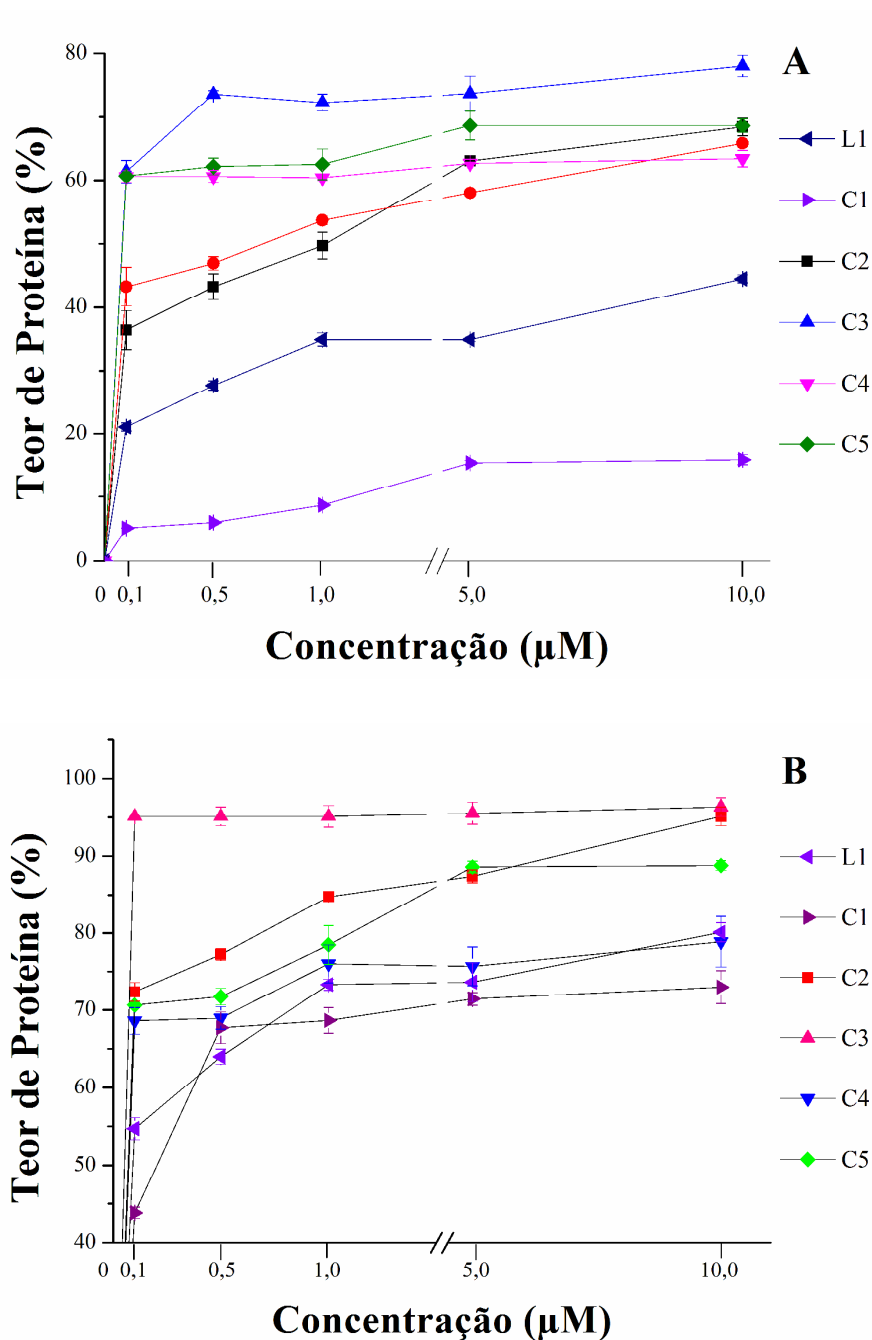 A
Teor de Proteína (%)
80
60
40
20
0
0 0,1 0,5 1,0 5,0 10,0
Concentração (µM)
L1
C1
C2
C3
C4
C5
B
Teor de Proteína (%)
100
90
80
70
60
50
40
0 0,1 0,5 1,0 5,0 10,0
Concentração (µM)
L1
C1
C2
C3
C4
C5